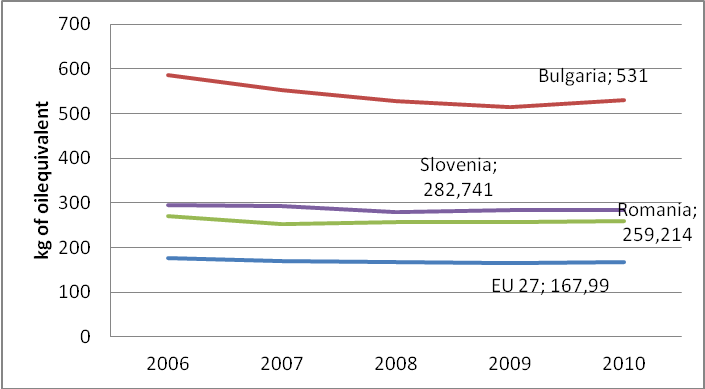 700
600
500
400
300
200
100
0
kg of oilequivalent
Bulgaria; 531
Slovenia;
282,741
Romania;
259,214
EU 27; 167,99
2006 2007 2008 2009 2010